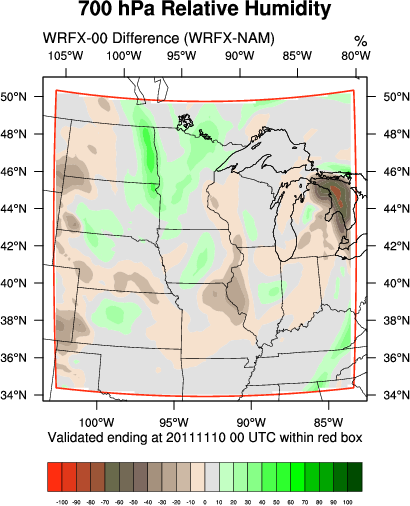 700 hPa Relative Humidity
WRFX-00 Difference (WRFX-NAM) %
105°W 100°W 95°W 90°W 85°W 80°W
50°N 50°N
48°N 48°N
46°N 46°N
44°N 44°N
42°N 42°N
40°N 40°N
38°N 38°N
36°N 36°N
34°N 34°N
100°W 95°W 90°W 85°W
Validated ending at 20111110 00 UTC within red box
-100 -90 -80 -70 -60 -50 -40 -30 -20 -10 0 10 20 30 40 50 60 70 80 90 100